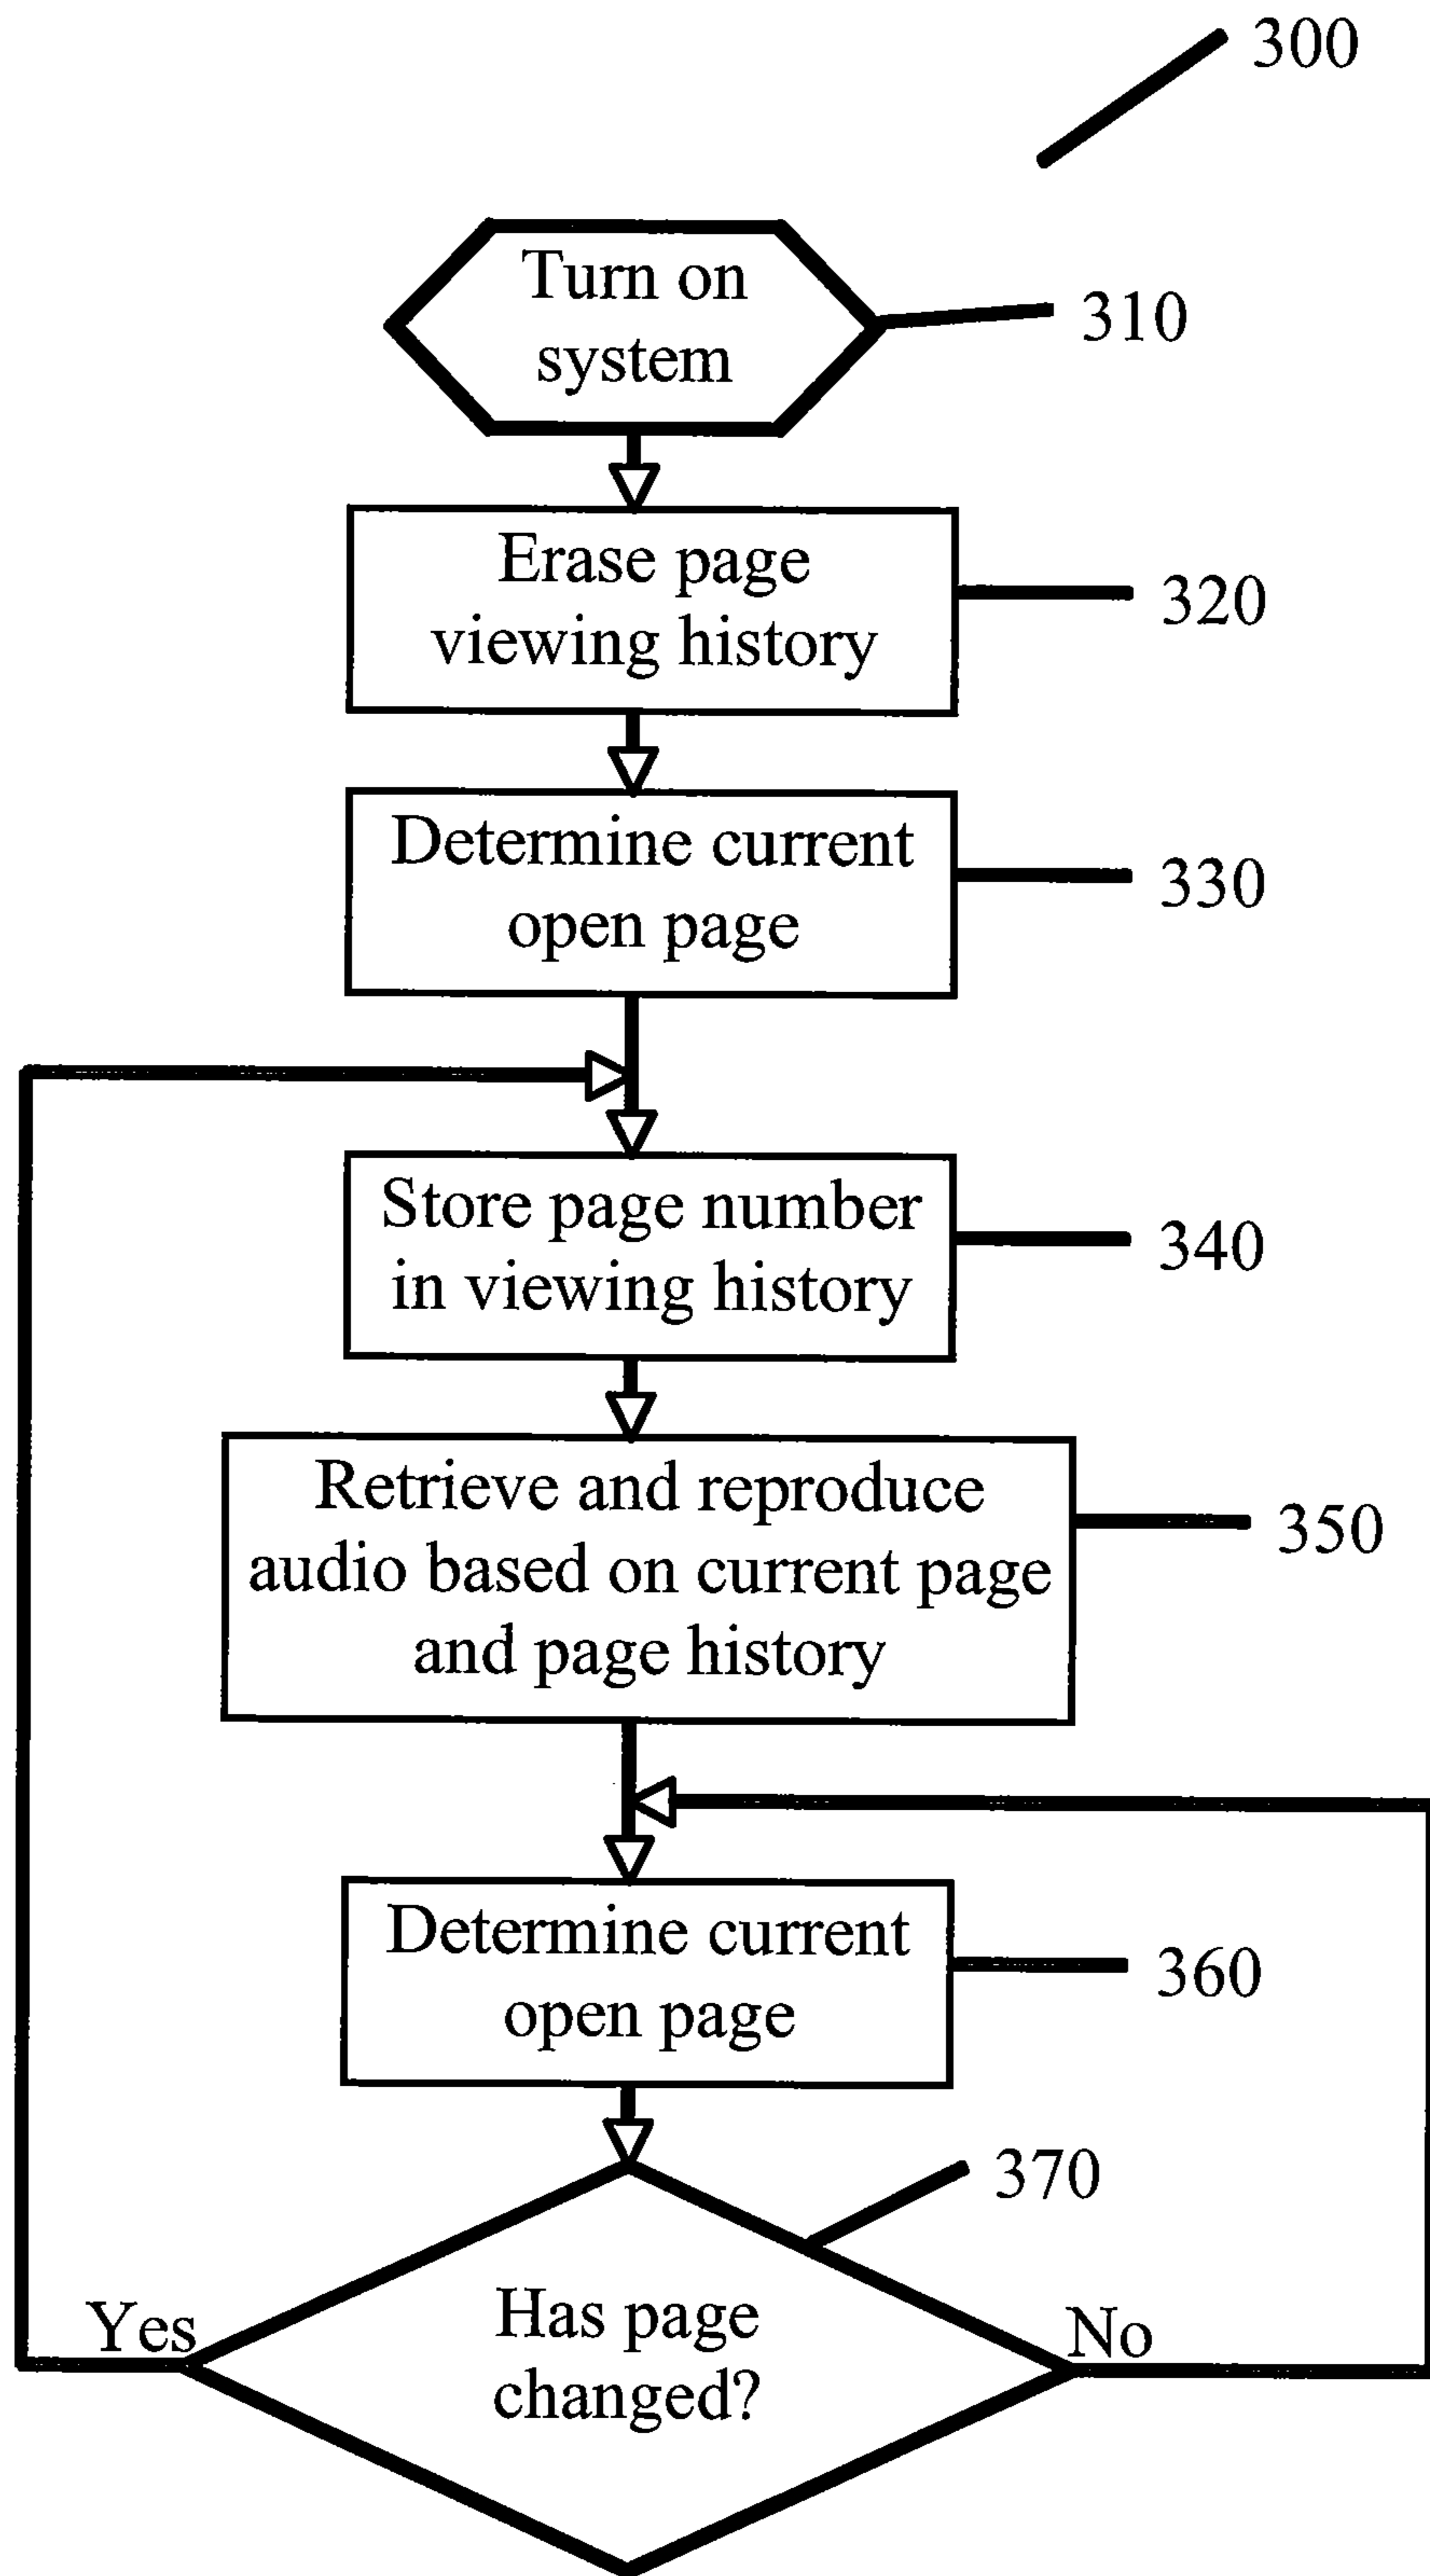 300
Turn on
system
310
Erase page
viewing history
320
Determine current
open page
330
Store page number
in viewing history
340
Retrieve and reproduce
audio based on current page
and page history
350
Determine current
open page
360
370
Has page
changed?
Yes
No